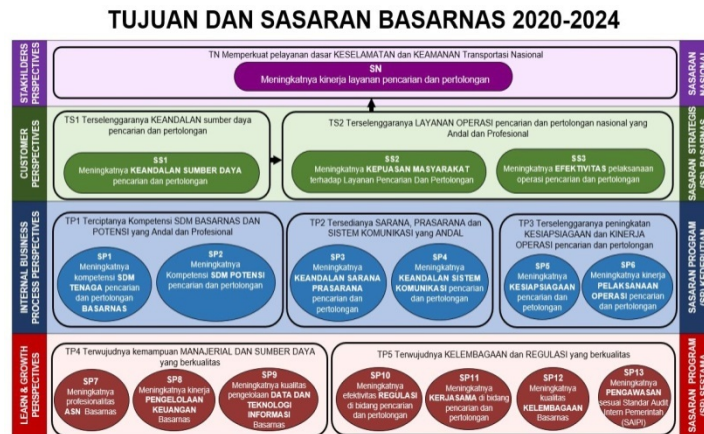 TUJUAN DAN SASARAN BASARNAS 2020-2024
STAKHLDERS
PRSPECTIVES
TN Memperkuat pelayanan dasar KESELAMATAN dan KEAMANAN Transportasi Nasional
SN
Meningkatnya kinerja layanan pencarian dan pertolongan
SASARAN
NASIONAL
CUSTOMER
PERSPECTIVES
TS1 Terselenggaranya KEANDALAN sumber daya
pencarian dan pertolongan
SS1
Meningkatnya KEANDALAN SUMBER DAYA
pencarian dan pertolongan
TS2 Terselenggaranya LAYANAN OPERASI pencarian dan pertolongan nasional yang
Andal dan Profesional
SS2
Meningkatnya KEPUASAN MASYARAKAT
terhadap Layanan Pencarian Dan Pertolongan
SS3
Meningkatnya EFEKTIVITAS pelaksanaan
operasi pencarian dan pertolongan
SASARAN STRATEGIS
(SS) BASARNAS
INTERNAL BUSINESS
PROCESS PERSPECTIVES
TP1 Terciptanya Kompetensi SDM BASARNAS DAN
POTENSI yang Andal dan Profesional
SP1
Meningkatnya
kompetensi SDM
TENAGA pencarian
dan pertolongan
BASARNAS
SP2
Meningkatnya
Kompetensi SDM POTENSI
pencarian dan pertolongan
TP2 Tersedianya SARANA, PRASARANA dan
SISTEM KOMUNIKASI yang ANDAL
SP3
Meningkatnya
KEANDALAN SARANA
PRASARANA
pencarian dan
pertolongan
SP4
Meningkatnya
KEANDALAN SISTEM
KOMUNIKASI pencarian
dan pertolongan
TP3 Terselenggaranya peningkatan
KESIAPSIAGAAN dan KINERJA
OPERASI pencarian dan pertolongan
SP5
Meningkatnya
KESIAPSIAGAAN
pencarian dan
pertolongan
SP6
Meningkatnya kinerja
PELAKSANAAN
OPERASI pencarian
dan pertolongan
SASARAN PROGRAM
LEARN & GROWTH
PERSPECTIVES
TP4 Terwujudnya kemampuan MANAJERIAL DAN SUMBER DAYA
yang berkualitas
SP7
Meningkatnya
profesionalitas
ASN Basarnas
SP8
Meningkatnya kinerja
PENGELOLAAN
KEUANGAN
Basarnas
SP9
Meningkatnya kualitas
pengelolaan DATA DAN
TEKNOLOGI
INFORMASI Basarnas
TP5 Terwujudnya KELEMBAGAAN dan REGULASI yang berkualitas
SP10
Meningkatnya
efektivitas REGULASI
di bidang pencarian
dan pertolongan
SP11
Meningkatnya
KERJASAMA di bidang
pencarian dan
pertolongan
SP12
Meningkatnya
kualitas
KELEMBAGAAN
Basarnas
SP13
Meningkatnya
PENGAWASAN
sesuai Standar Audit
Intern Pemerintah
(SAIPI)
SASARAN PROGRAM
(SP) SESTAMA